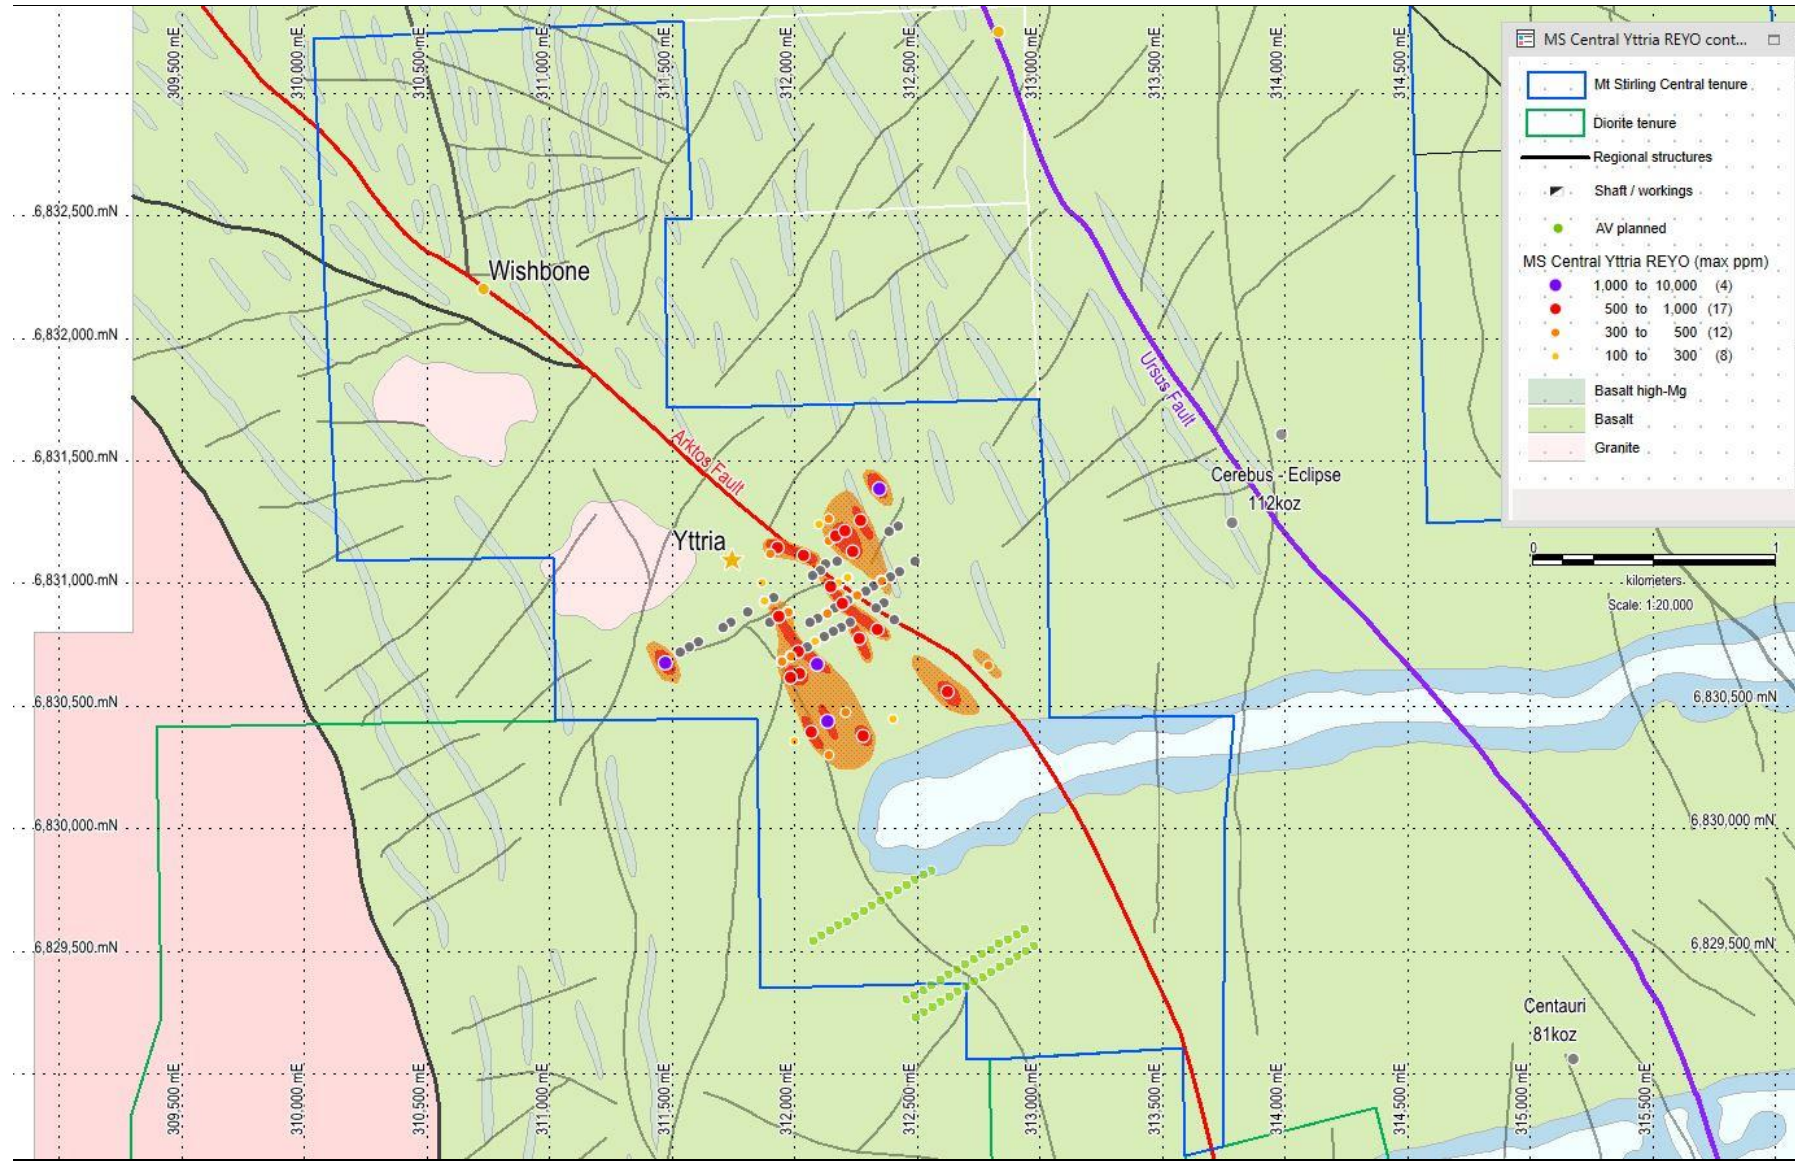 309,500 mE
310,000 mE
310,500 mE
311,000 mE
311,500 mE
312,000 mE
312,500 mE
313,000 mE
313,500 mE
314,000 mE
314,500 mE
MS Central Yttria REYO cont...
Mt Stirling Central tenure
Diorite tenure
Regional structures
Shaft / workings
AV planned
MS Central Yttria REYO (max ppm)
1,000 to 10,000 (4)
500 to 1,000 (17)
300 to 500 (12)
100 to 300 (8)
Basalt high-Mg
Basalt
Granite
0 1
kilometers
Scale: 1:20,000
6,832,500 mN
Wishbone
6,832,000 mN
Ursus Fault
6,831,500 mN
Arktos Fault
Cerebus - Eclipse
112koz
Yttria
6,831,000 mN
6,830,500 mN
6,830,500 mN
6,830,000 mN
6,830,000 mN
6,829,500 mN
6,829,500 mN
Centauri
81koz
309,500 mE
310,000 mE
310,500 mE
311,000 mE
311,500 mE
312,000 mE
312,500 mE
313,000 mE
313,500 mE
314,000 mE
314,500 mE
315,000 mE
315,500 mE